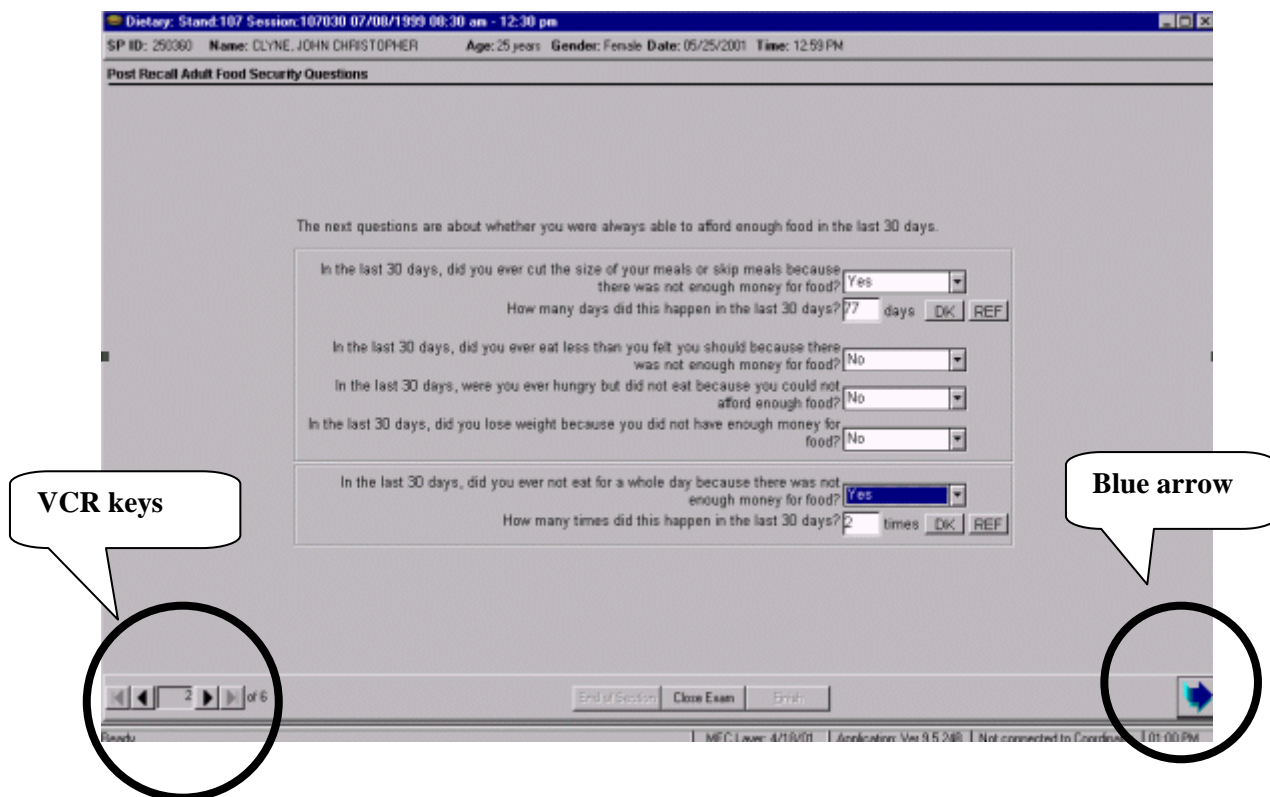 Dietary: Stand:107 Session:107030 07/08/1999 08:30 am - 12:30 pm
SP ID: 250360 Name: CLYNE, JOHN CHRISTOPHER Age: 25 years Gender: Female Date: 05/25/2001 Time: 12:59 PM
Post Recall Adult Food Security Questions
The next questions are about whether you were always able to afford enough food in the last 30 days.
In the last 30 days, did you ever cut the size of your meals or skip meals because
there was not enough money for food? Yes
How many days did this happen in the last 30 days? 77 days DK REF
In the last 30 days, did you ever eat less than you felt you should because there
was not enough money for food? No
In the last 30 days, were you ever hungry but did not eat because you could not
afford enough food? No
In the last 30 days, did you lose weight because you did not have enough money for
food? No
In the last 30 days, did you ever not eat for a whole day because there was not
enough money for food? Yes
How many times did this happen in the last 30 days? 2 times DK REF
VCR keys
Blue arrow
2 of 6
End of Section Close Exam Finish
Ready MEC Layer: 4/18/01 Application: Ver 9.5.248 Not connected to Coordinator 01:00 PM